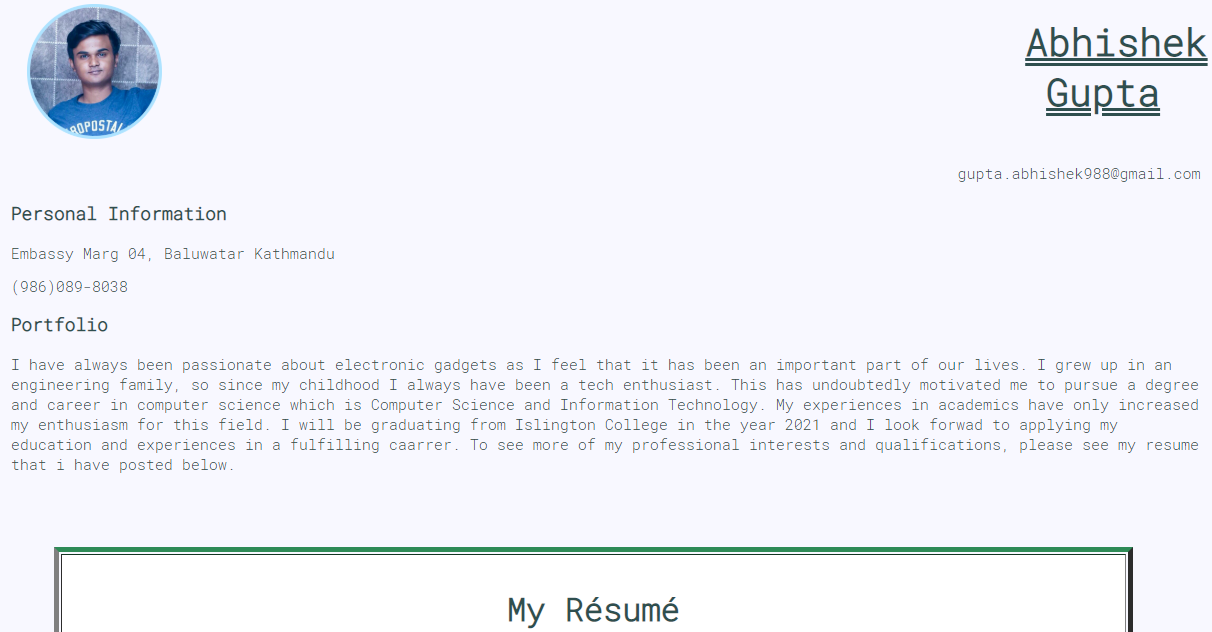 Abhishek
Gupta
gupta.abhishek988@gmail.com
Personal Information
Embassy Marg 04, Baluwatar Kathmandu
(986)089-8038
Portfolio
I have always been passionate about electronic gadgets as I feel that it has been an important part of our lives. I grew up in an
engineering family, so since my childhood I always have been a tech enthusiast. This has undoubtedly motivated me to pursue a degree
and career in computer science which is Computer Science and Information Technology. My experiences in academics have only increased
my enthusiasm for this field. I will be graduating from Islington College in the year 2021 and I look forwad to applying my
education and experiences in a fulfilling caarrer. To see more of my professional interests and qualifications, please see my resume
that i have posted below.
My Résumé